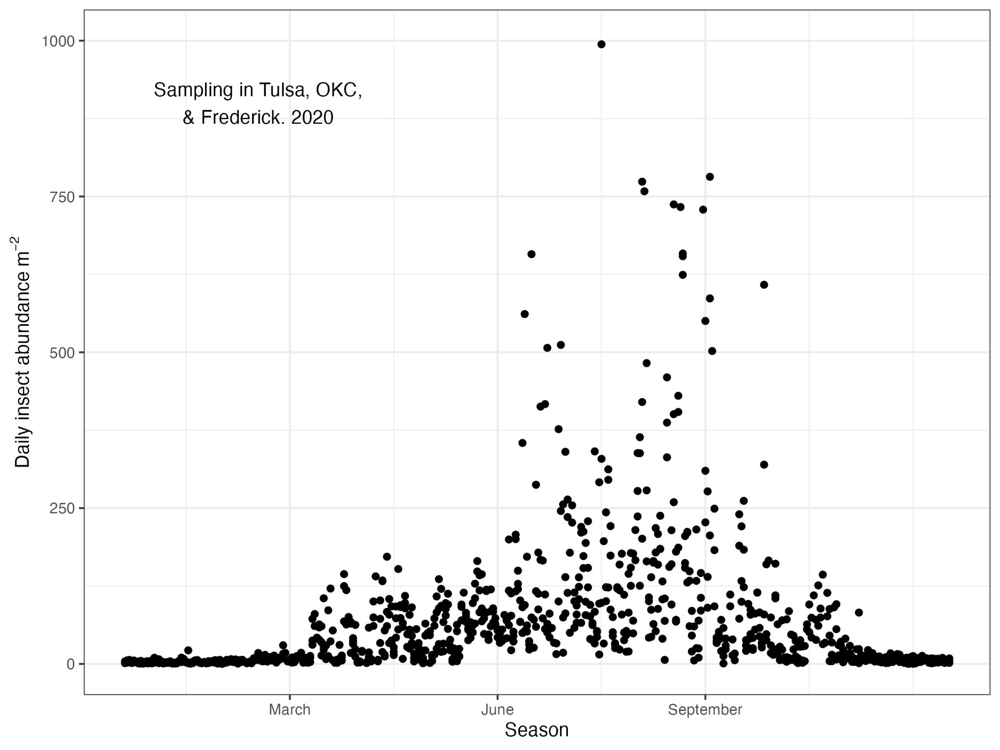 1000
Sampling in Tulsa, OKC,
& Frederick. 2020
750
Daily insect abundance m⁻²
500
250
0
March
June
September
Season